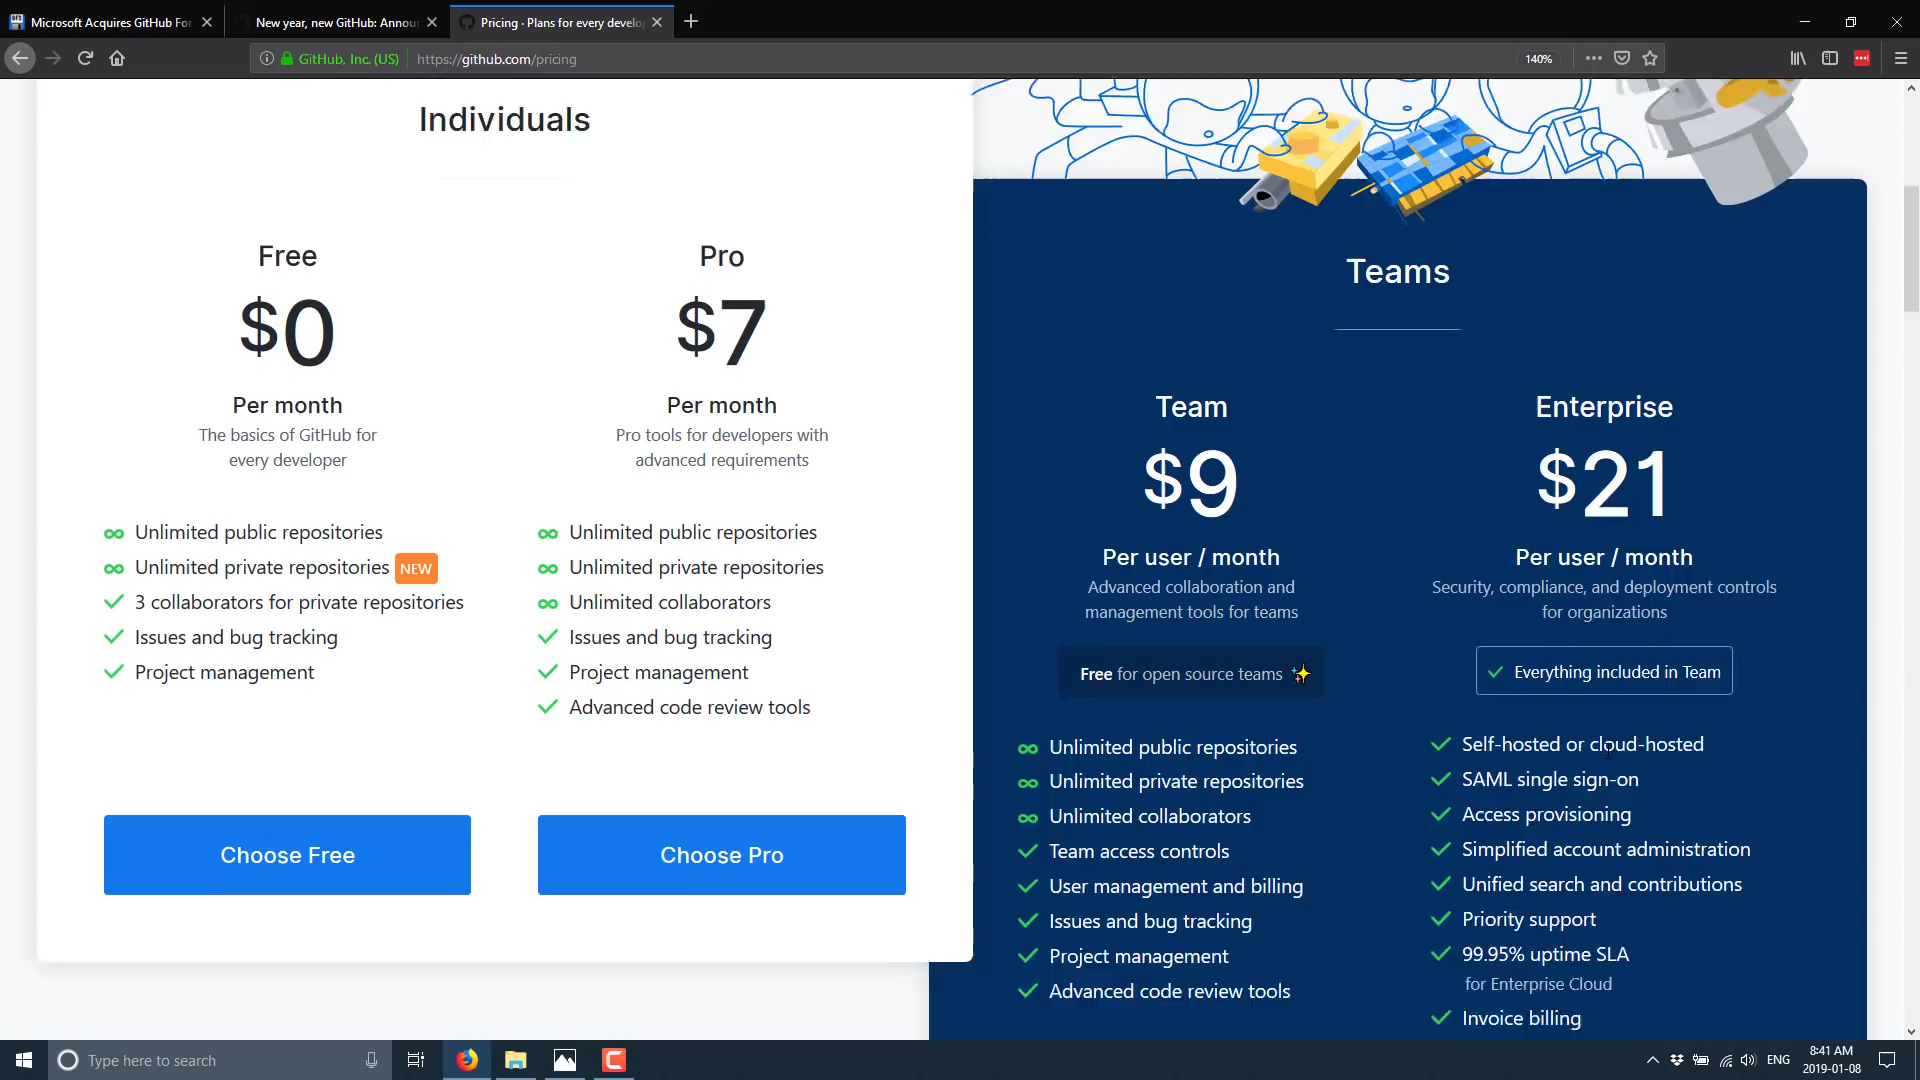 Microsoft Acquires GitHub For
New year, new GitHub: Annou
Pricing · Plans for every develo
GitHub, Inc. (US)
https://github.com/pricing
140%
Individuals
Free
$0
Per month
The basics of GitHub for
every developer
Unlimited public repositories
Unlimited private repositories NEW
3 collaborators for private repositories
Issues and bug tracking
Project management
Choose Free
Pro
$7
Per month
Pro tools for developers with
advanced requirements
Unlimited public repositories
Unlimited private repositories
Unlimited collaborators
Issues and bug tracking
Project management
Advanced code review tools
Choose Pro
Teams
Team
$9
Per user / month
Advanced collaboration and
management tools for teams
Free for open source teams
Unlimited public repositories
Unlimited private repositories
Unlimited collaborators
Team access controls
User management and billing
Issues and bug tracking
Project management
Advanced code review tools
Enterprise
$21
Per user / month
Security, compliance, and deployment controls
for organizations
Everything included in Team
Self-hosted or cloud-hosted
SAML single sign-on
Access provisioning
Simplified account administration
Unified search and contributions
Priority support
99.95% uptime SLA
for Enterprise Cloud
Invoice billing
Type here to search
ENG
8:41 AM
2019-01-08